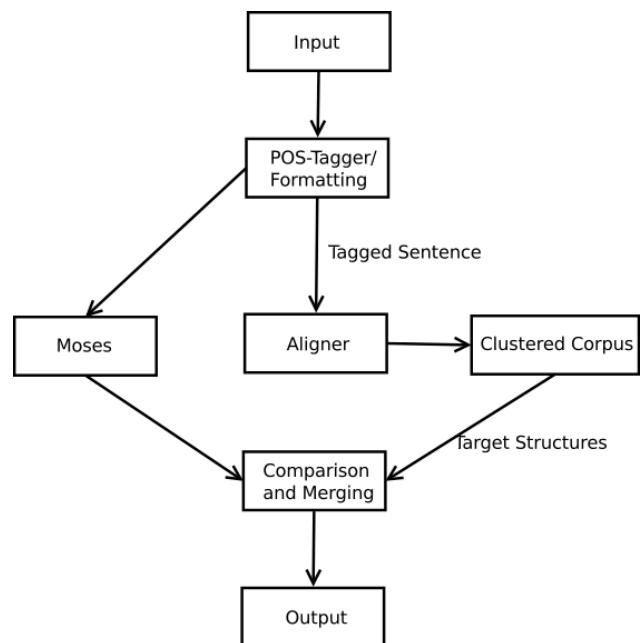 Input
POS-Tagger/
Formatting
Tagged Sentence
Moses
Aligner
Clustered Corpus
Target Structures
Comparison
and Merging
Output